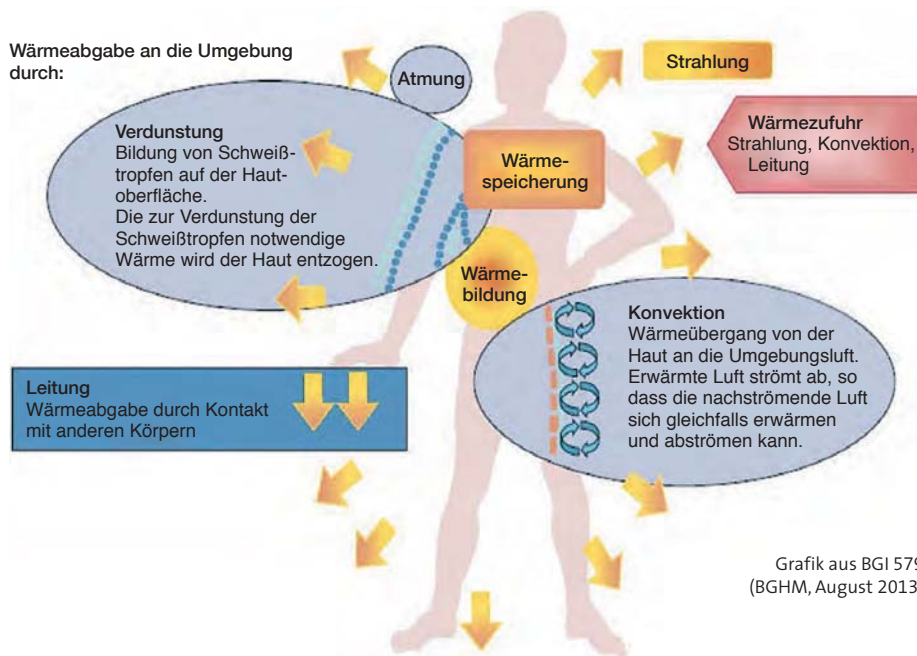 Wärmeabgabe an die Umgebung
durch:
Atmung
Strahlung
Verdunstung
Bildung von Schweiß-
tropfen auf der Haut-
oberfläche.
Die zur Verdunstung der
Schweißtropfen notwendige
Wärme wird der Haut entzogen.
Wärme-
speicherung
Wärmezufuhr
Strahlung, Konvektion,
Leitung
Wärme-
bildung
Konvektion
Wärmeübergang von der
Haut an die Umgebungsluft.
Erwärmte Luft strömt ab, so
dass die nachströmende Luft
sich gleichfalls erwärmen
und abströmen kann.
Leitung
Wärmeabgabe durch Kontakt
mit anderen Körpern
Grafik aus BGI 579
(BGHM, August 2013